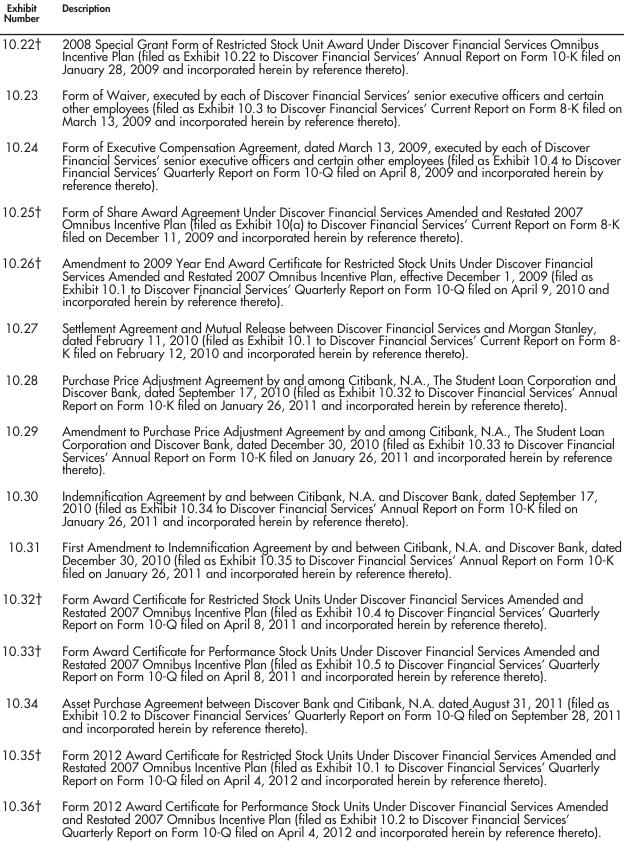 Exhibit
Number
Description
10.22† 2008 Special Grant Form of Restricted Stock Unit Award Under Discover Financial Services Omnibus
Incentive Plan (filed as Exhibit 10.22 to Discover Financial Services' Annual Report on Form 10-K filed on
January 28, 2009 and incorporated herein by reference thereto).
10.23 Form of Waiver, executed by each of Discover Financial Services' senior executive officers and certain
other employees (filed as Exhibit 10.3 to Discover Financial Services' Current Report on Form 8-K filed on
March 13, 2009 and incorporated herein by reference thereto).
10.24 Form of Executive Compensation Agreement, dated March 13, 2009, executed by each of Discover
Financial Services' senior executive officers and certain other employees (filed as Exhibit 10.4 to Discover
Financial Services' Quarterly Report on Form 10-Q filed on April 8, 2009 and incorporated herein by
reference thereto).
10.25† Form of Share Award Agreement Under Discover Financial Services Amended and Restated 2007
Omnibus Incentive Plan (filed as Exhibit 10(a) to Discover Financial Services' Current Report on Form 8-K
filed on December 11, 2009 and incorporated herein by reference thereto).
10.26† Amendment to 2009 Year End Award Certificate for Restricted Stock Units Under Discover Financial
Services Amended and Restated 2007 Omnibus Incentive Plan, effective December 1, 2009 (filed as
Exhibit 10.1 to Discover Financial Services' Quarterly Report on Form 10-Q filed on April 9, 2010 and
incorporated herein by reference thereto).
10.27 Settlement Agreement and Mutual Release between Discover Financial Services and Morgan Stanley,
dated February 11, 2010 (filed as Exhibit 10.1 to Discover Financial Services' Current Report on Form 8-
K filed on February 12, 2010 and incorporated herein by reference thereto).
10.28 Purchase Price Adjustment Agreement by and among Citibank, N.A., The Student Loan Corporation and
Discover Bank, dated September 17, 2010 (filed as Exhibit 10.32 to Discover Financial Services' Annual
Report on Form 10-K filed on January 26, 2011 and incorporated herein by reference thereto).
10.29 Amendment to Purchase Price Adjustment Agreement by and among Citibank, N.A., The Student Loan
Corporation and Discover Bank, dated December 30, 2010 (filed as Exhibit 10.33 to Discover Financial
Services' Annual Report on Form 10-K filed on January 26, 2011 and incorporated herein by reference
thereto).
10.30 Indemnification Agreement by and between Citibank, N.A. and Discover Bank, dated September 17,
2010 (filed as Exhibit 10.34 to Discover Financial Services' Annual Report on Form 10-K filed on
January 26, 2011 and incorporated herein by reference thereto).
10.31 First Amendment to Indemnification Agreement by and between Citibank, N.A. and Discover Bank, dated
December 30, 2010 (filed as Exhibit 10.35 to Discover Financial Services' Annual Report on Form 10-K
filed on January 26, 2011 and incorporated herein by reference thereto).
10.32† Form Award Certificate for Restricted Stock Units Under Discover Financial Services Amended and
Restated 2007 Omnibus Incentive Plan (filed as Exhibit 10.4 to Discover Financial Services' Quarterly
Report on Form 10-Q filed on April 8, 2011 and incorporated herein by reference thereto).
10.33† Form Award Certificate for Performance Stock Units Under Discover Financial Services Amended and
Restated 2007 Omnibus Incentive Plan (filed as Exhibit 10.5 to Discover Financial Services' Quarterly
Report on Form 10-Q filed on April 8, 2011 and incorporated herein by reference thereto).
10.34 Asset Purchase Agreement between Discover Bank and Citibank, N.A. dated August 31, 2011 (filed as
Exhibit 10.2 to Discover Financial Services' Quarterly Report on Form 10-Q filed on September 28, 2011
and incorporated herein by reference thereto).
10.35† Form 2012 Award Certificate for Restricted Stock Units Under Discover Financial Services Amended and
Restated 2007 Omnibus Incentive Plan (filed as Exhibit 10.1 to Discover Financial Services' Quarterly
Report on Form 10-Q filed on April 4, 2012 and incorporated herein by reference thereto).
10.36† Form 2012 Award Certificate for Performance Stock Units Under Discover Financial Services Amended
and Restated 2007 Omnibus Incentive Plan (filed as Exhibit 10.2 to Discover Financial Services'
Quarterly Report on Form 10-Q filed on April 4, 2012 and incorporated herein by reference thereto).